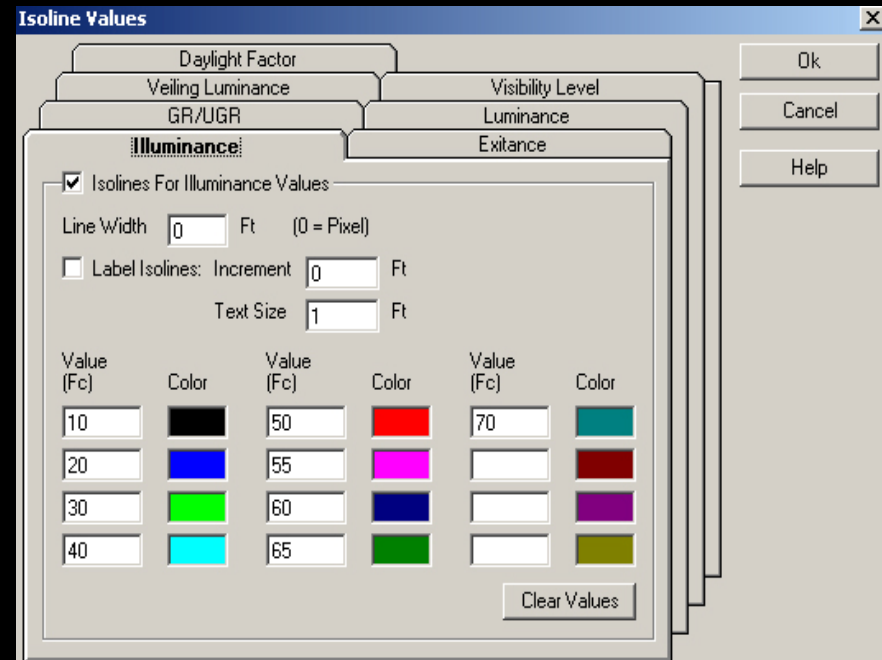 Isoline Values
Daylight Factor
Ok
Veiling Luminance Visibility Level
Cancel
GR/UGR Luminance
Illuminance Exitance
Help
Isolines For Illuminance Values
Line Width 0 Ft (0 = Pixel)
Label Isolines: Increment 0 Ft
Text Size 1 Ft
Value (Fc) Color Value (Fc) Color Value (Fc) Color
10 50 70
20 55
30 60
40 65
Clear Values